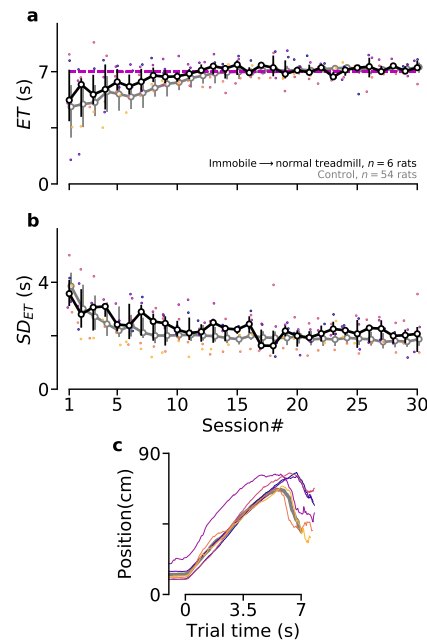 a
7
0
ET (s)
Immobile → normal treadmill, n = 6 rats
Control, n = 54 rats
b
4
0
SD_ET (s)
1 5 10 15 20 25 30
Session#
c
90
0
Position(cm)
0 3.5 7
Trial time (s)